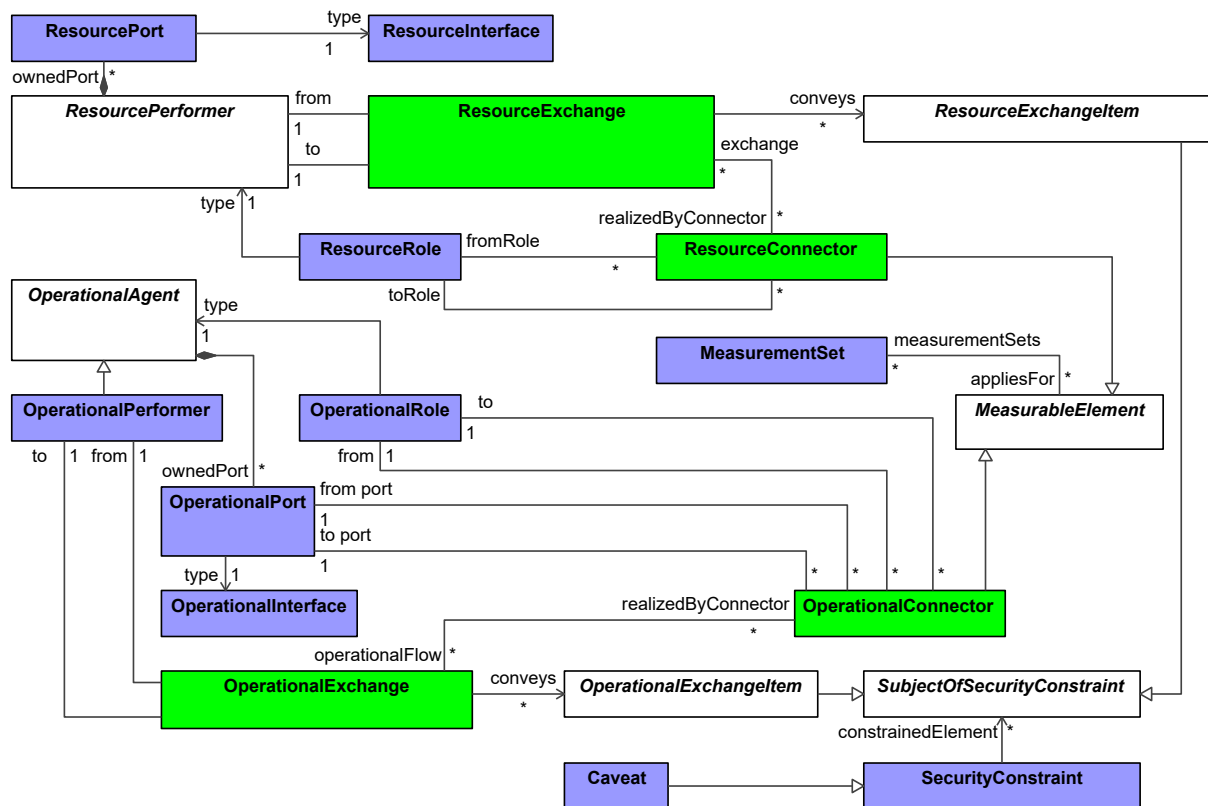 type
ResourcePort
ResourceInterface
1
ownedPort
*
ResourcePerformer
from
1
to
1
ResourceExchange
conveys
*
ResourceExchangeItem
exchange
*
type
1
realizedByConnector
*
ResourceRole
fromRole
*
ResourceConnector
toRole
*
OperationalAgent
type
1
MeasurementSet
measurementSets
*
appliesFor
*
MeasurableElement
OperationalPerformer
OperationalRole
to
1
to
1
from
1
from
1
ownedPort
*
OperationalPort
from port
1
to port
1
type
1
*
*
*
*
OperationalInterface
realizedByConnector
*
OperationalConnector
operationalFlow
*
OperationalExchange
conveys
*
OperationalExchangeItem
SubjectOfSecurityConstraint
constrainedElement
*
Caveat
SecurityConstraint